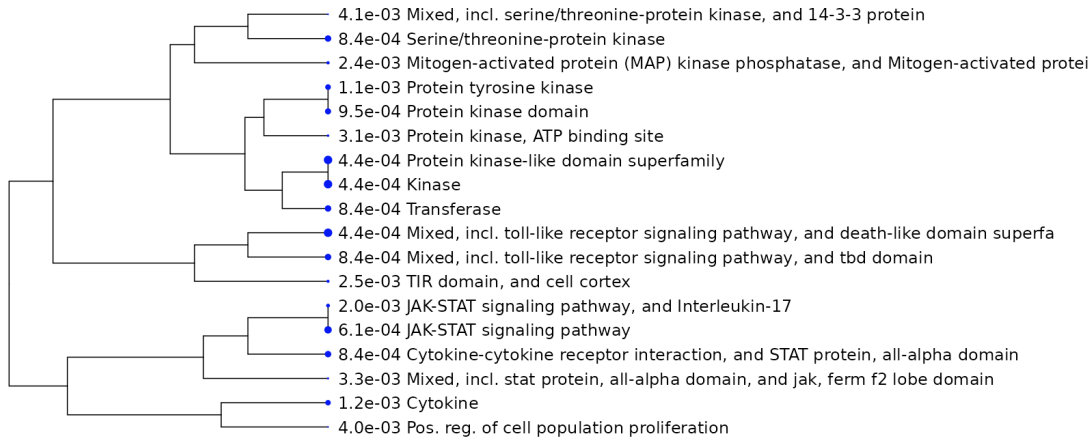 4.1e-03 Mixed, incl. serine/threonine-protein kinase, and 14-3-3 protein
8.4e-04 Serine/threonine-protein kinase
2.4e-03 Mitogen-activated protein (MAP) kinase phosphatase, and Mitogen-activated protei
1.1e-03 Protein tyrosine kinase
9.5e-04 Protein kinase domain
3.1e-03 Protein kinase, ATP binding site
4.4e-04 Protein kinase-like domain superfamily
4.4e-04 Kinase
8.4e-04 Transferase
4.4e-04 Mixed, incl. toll-like receptor signaling pathway, and death-like domain superfa
8.4e-04 Mixed, incl. toll-like receptor signaling pathway, and tbd domain
2.5e-03 TIR domain, and cell cortex
2.0e-03 JAK-STAT signaling pathway, and Interleukin-17
6.1e-04 JAK-STAT signaling pathway
8.4e-04 Cytokine-cytokine receptor interaction, and STAT protein, all-alpha domain
3.3e-03 Mixed, incl. stat protein, all-alpha domain, and jak, ferm f2 lobe domain
1.2e-03 Cytokine
4.0e-03 Pos. reg. of cell population proliferation